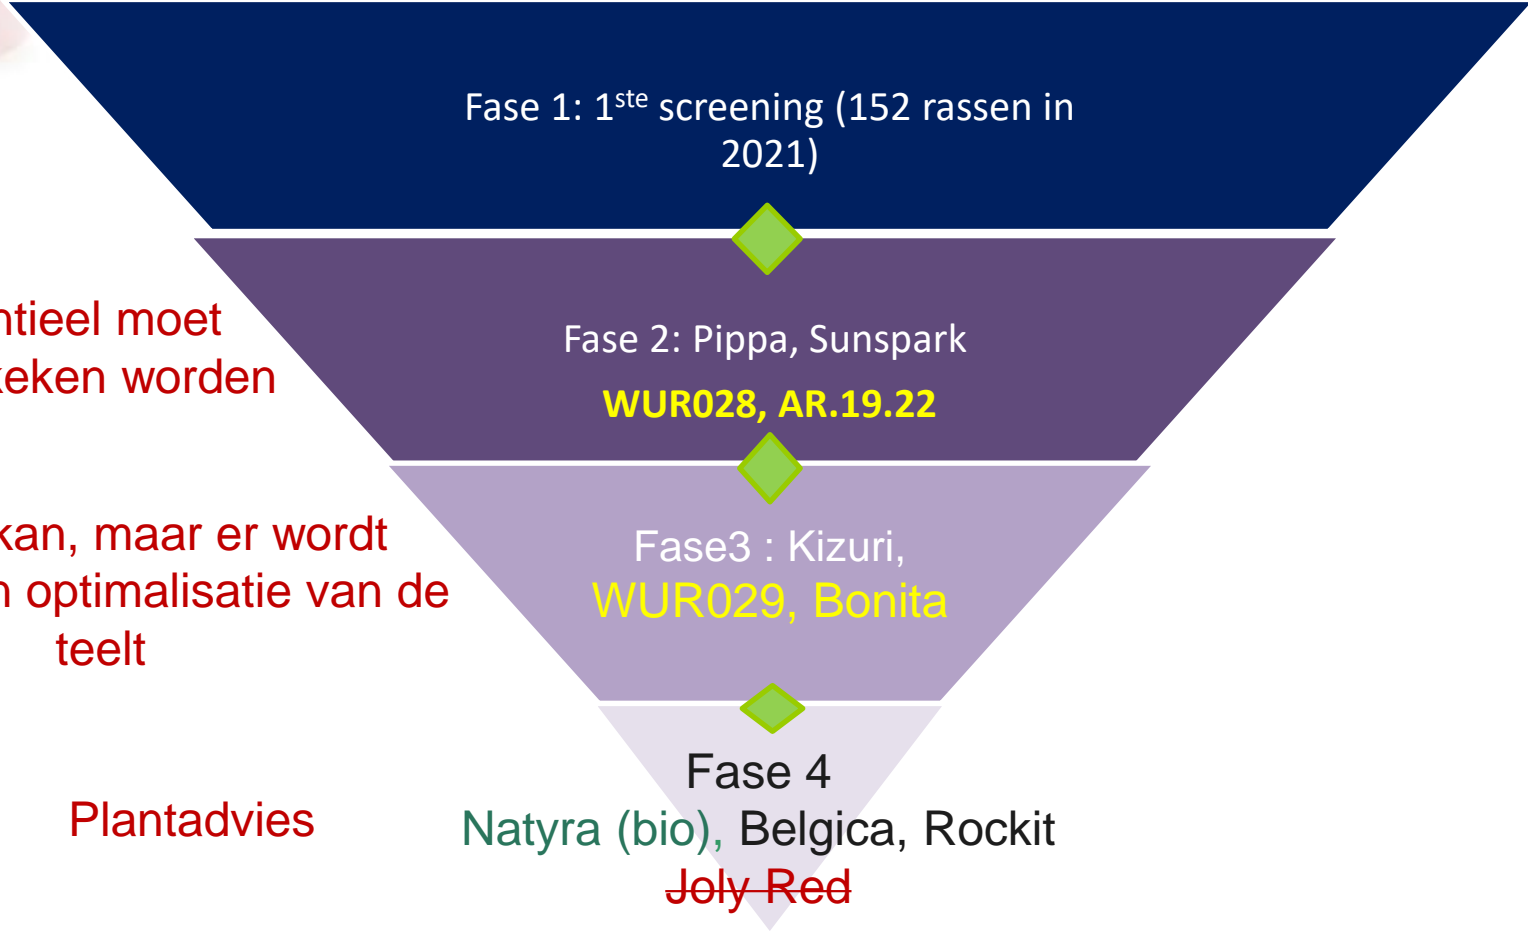 Fase 1: 1ste screening (152 rassen in
2021)
moet
worden
Fase 2: Pippa, Sunspark
WUR028, AR.19.22
kan, maar er wordt
optimalisatie van de
teelt
Fase3 : Kizuri,
WUR029, Bonita
Plantadvies
Fase 4
Natyra (bio), Belgica, Rockit
Joly Red